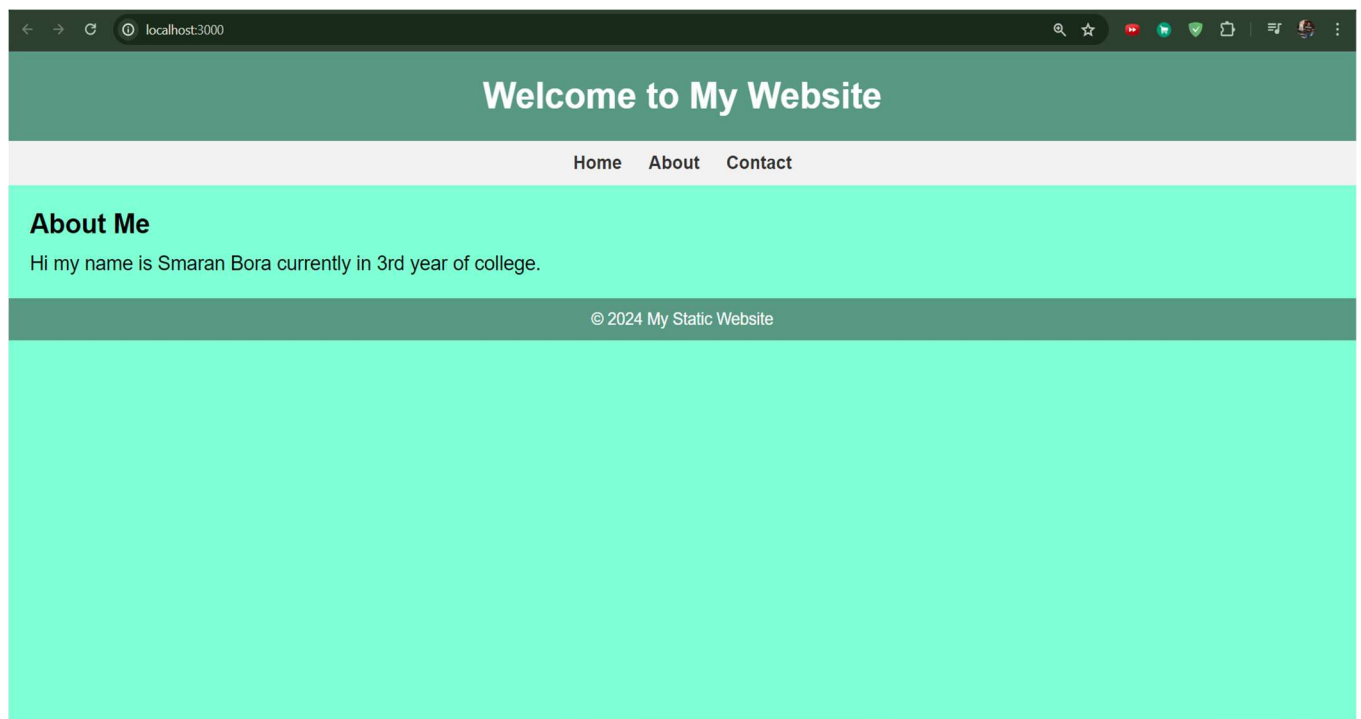 localhost:3000
Welcome to My Website
Home About Contact
About Me
Hi my name is Smaran Bora currently in 3rd year of college.
© 2024 My Static Website